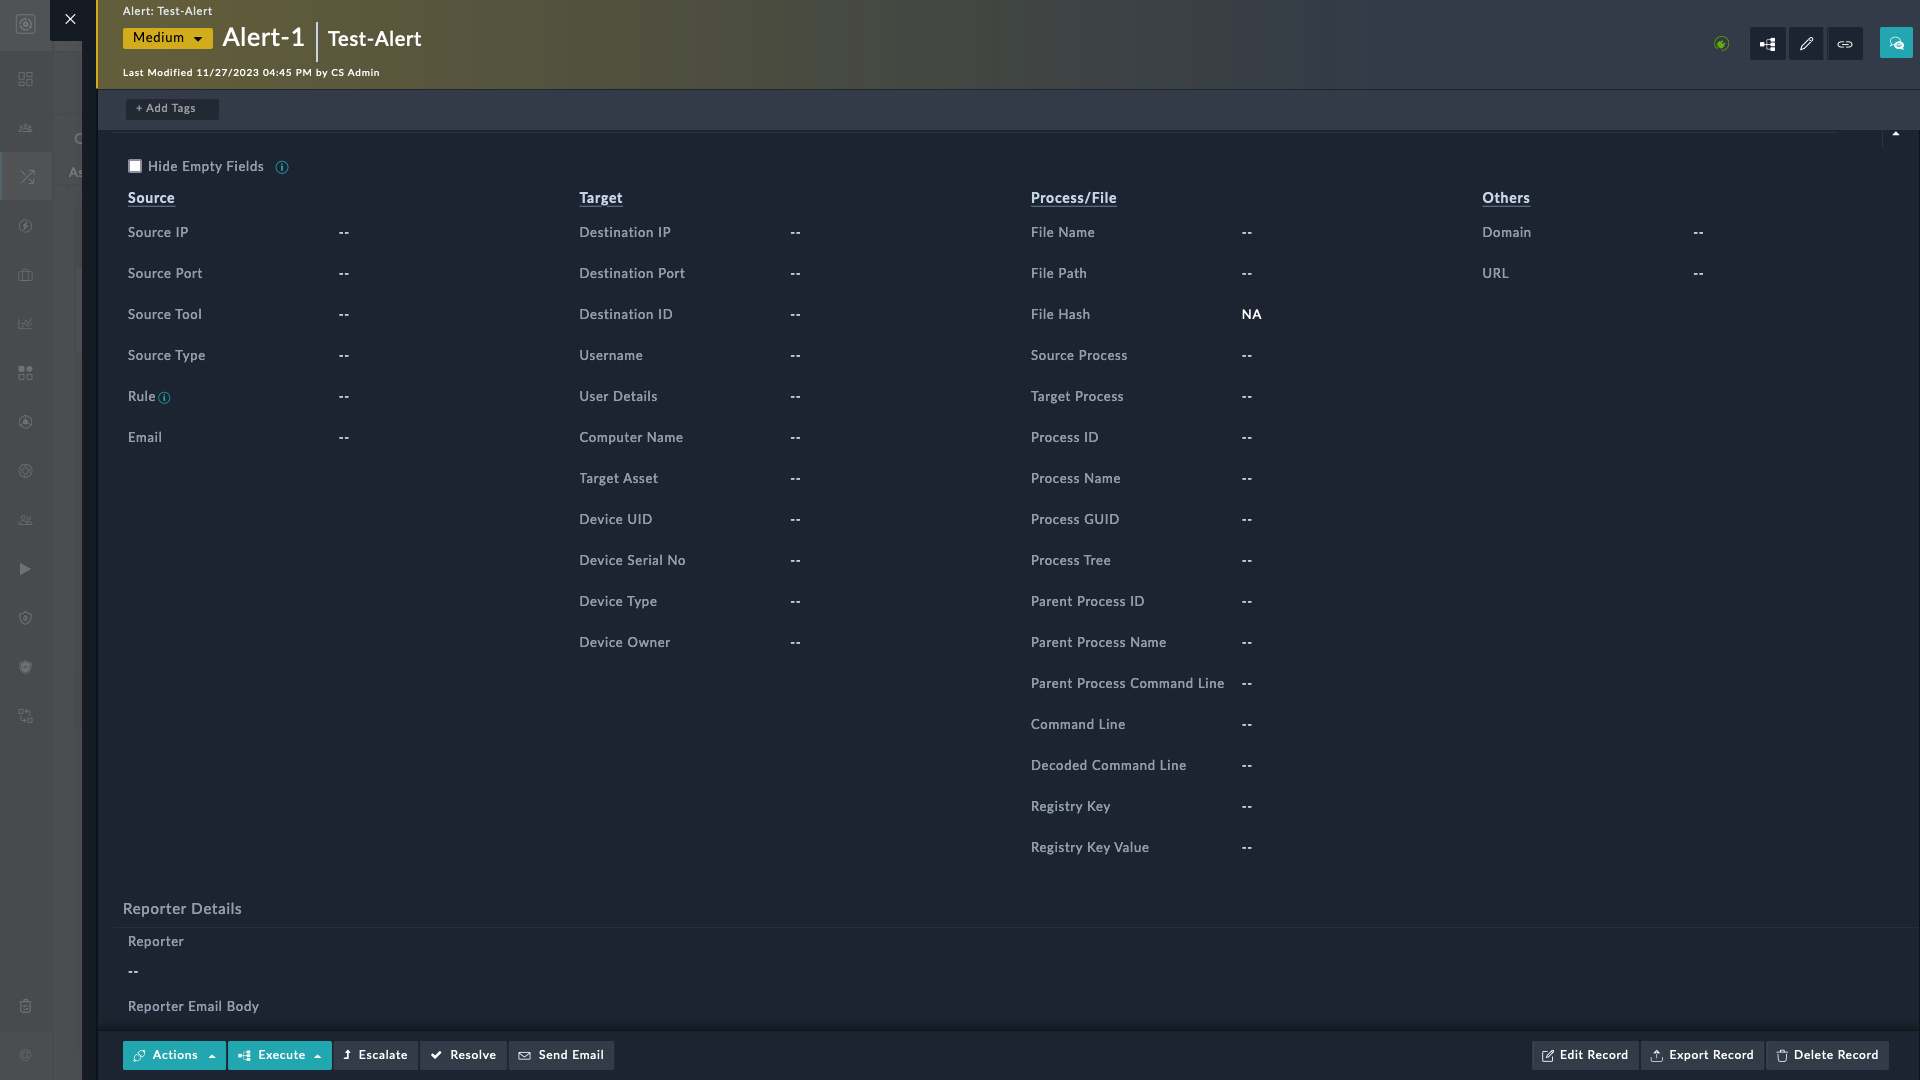 Alert: Test-Alert
Medium Alert-1 Test-Alert
Last Modified 11/27/2023 04:45 PM by CS Admin
+ Add Tags
Hide Empty Fields
Source Target Process/File Others
Source IP -- Destination IP -- File Name -- Domain --
Source Port -- Destination Port -- File Path -- URL --
Source Tool -- Destination ID -- File Hash NA
Source Type -- Username -- Source Process --
Rule -- User Details -- Target Process --
Email -- Computer Name -- Process ID --
Target Asset -- Process Name --
Device UID -- Process GUID --
Device Serial No -- Process Tree --
Device Type -- Parent Process ID --
Device Owner -- Parent Process Name --
Parent Process Command Line --
Command Line --
Decoded Command Line --
Registry Key --
Registry Key Value --
Reporter Details
Reporter
--
Reporter Email Body
Actions Execute Escalate Resolve Send Email Edit Record Export Record Delete Record